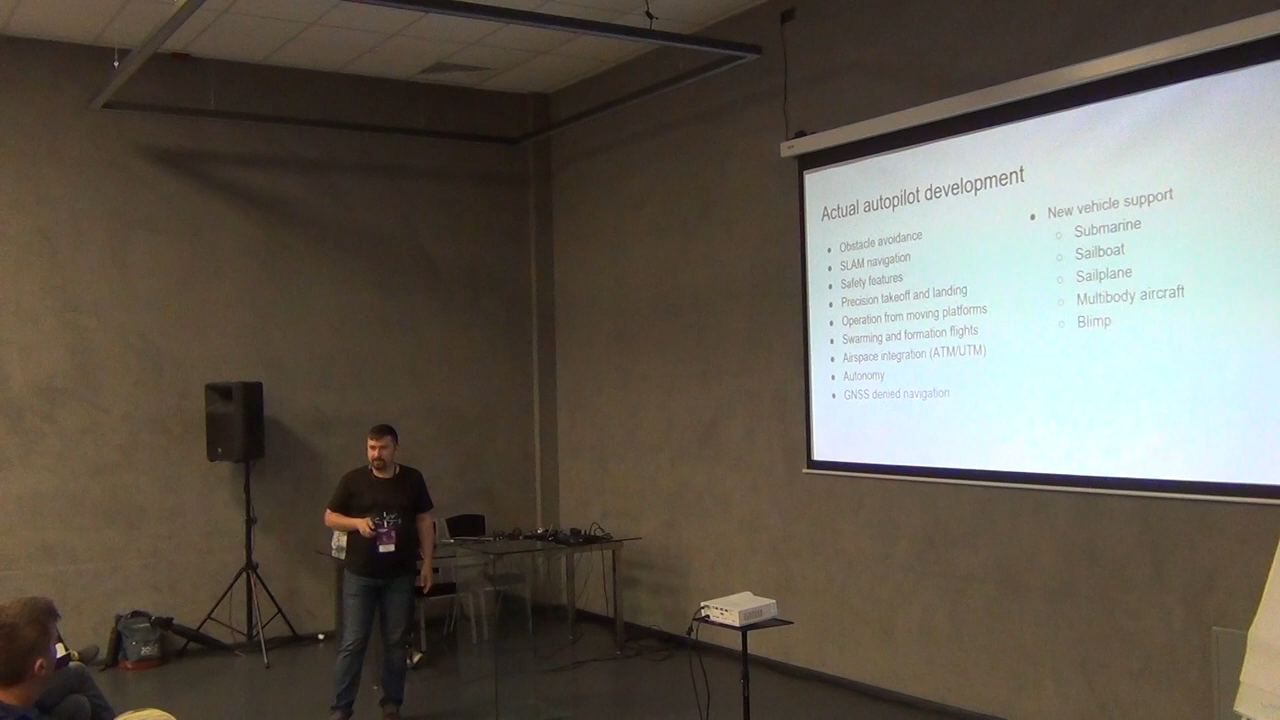 Actual autopilot development
● Obstacle avoidance
● SLAM navigation
● Safety features
● Precision takeoff and landing
● Operation from moving platforms
● Swarming and formation flights
● Airspace integration (ATM/UTM)
● Autonomy
● GNSS denied navigation
● New vehicle support
○ Submarine
○ Sailboat
○ Sailplane
○ Multibody aircraft
○ Blimp